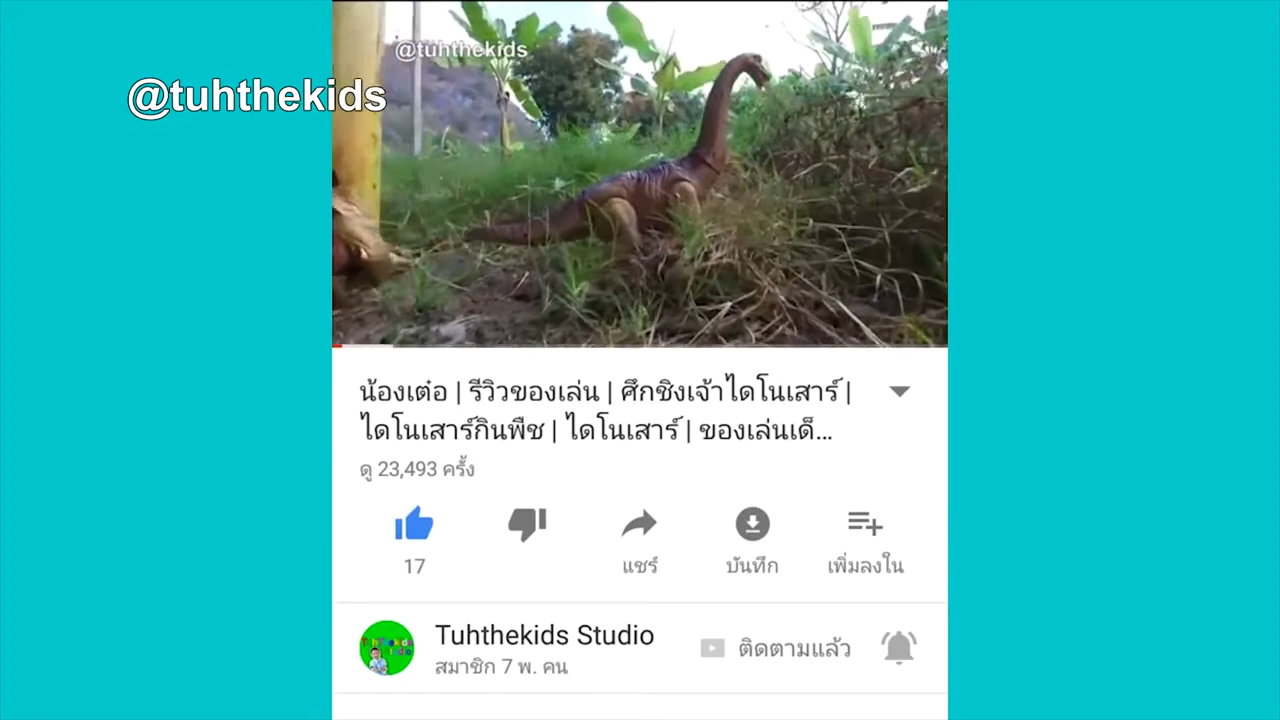 @tuhthekids
@tuhthekids
น้องเต๋อ | รีวิวของเล่น | ศึกชิงเจ้าไดโนเสาร์ |
ไดโนเสาร์กินพืช | ไดโนเสาร์ | ของเล่นเด็...
ดู 23,493 ครั้ง
17
แชร์
บันทึก
เพิ่มลงใน
Tuhthekids Studio
Tuhthekids Studio
ติดตามแล้ว
สมาชิก 7 พ. คน